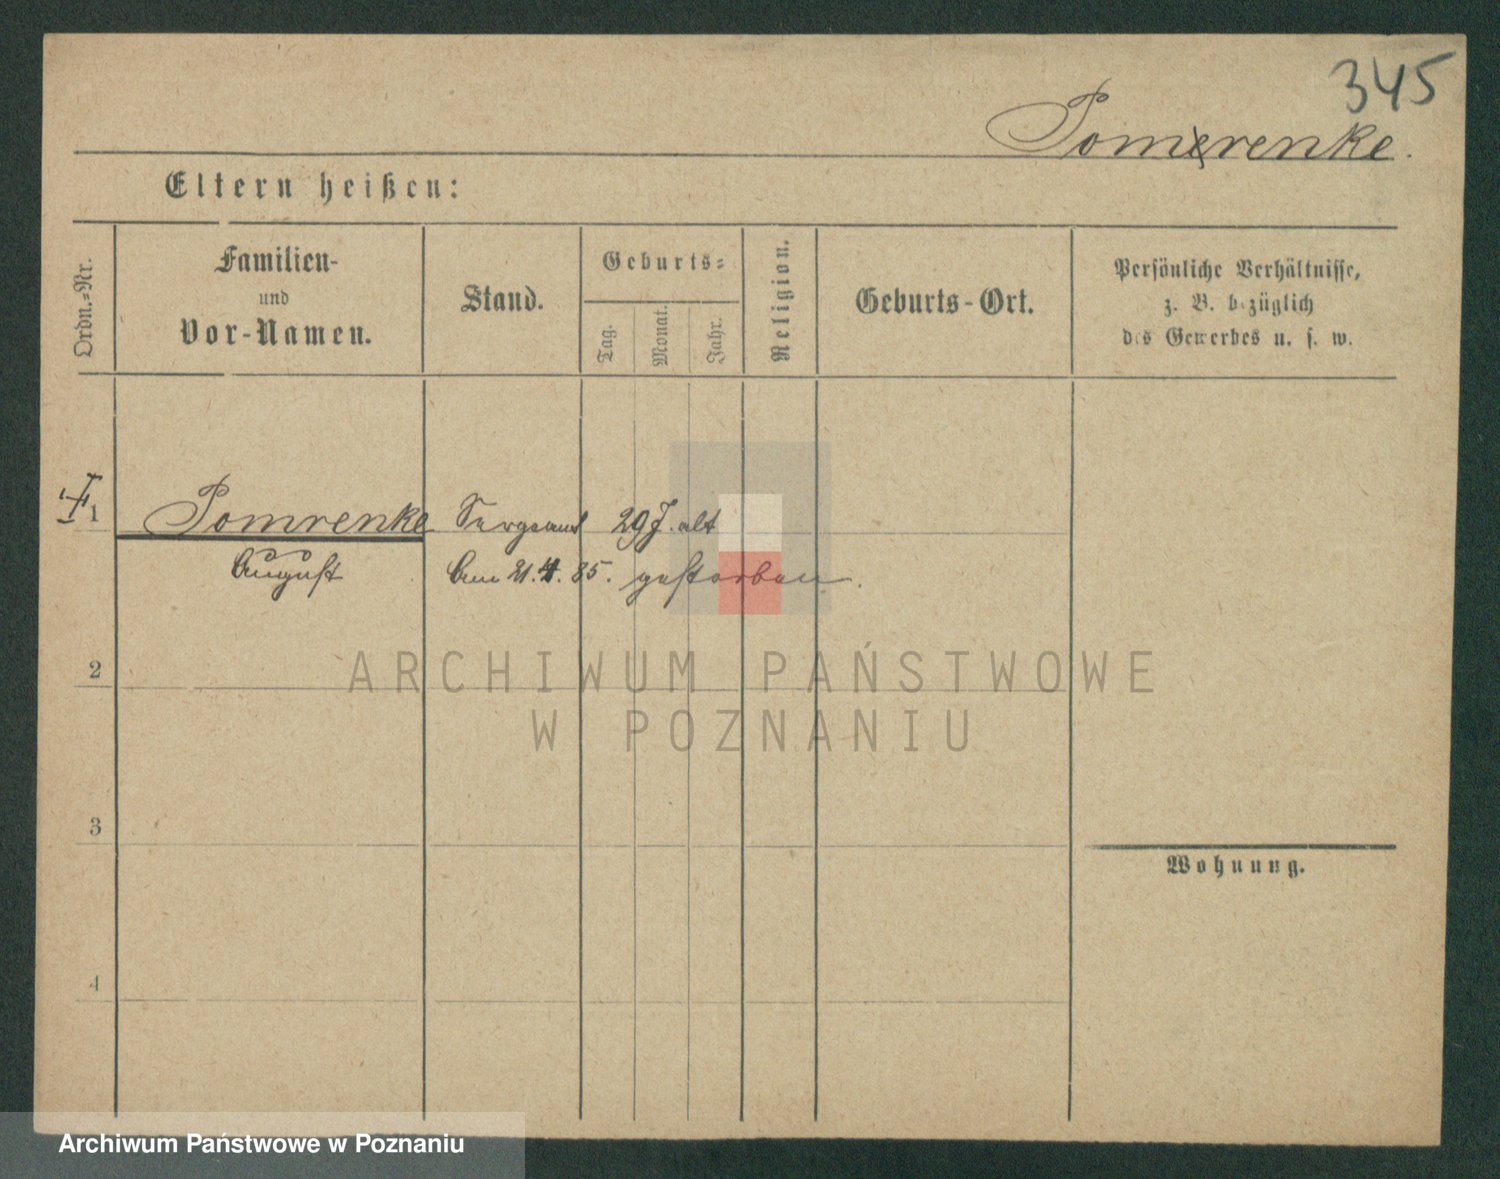 345
Pomerenke.
Eltern heißen:
Ordn.=Nr.
Familien-
und
Vor-Namen.
Stand.
Geburts=
Tag.
Monat.
Jahr.
Religion.
Geburts-Ort.
Persönliche Verhältnisse,
z. B. bezüglich
des Gewerbes u. s. w.
1 Pomrenke Sergeant 29 J. alt
August Am 21.4.85. gestorben.
2
ARCHIWUM PAŃSTWOWE
W POZNANIU
3
Wohnung.
4
Archiwum Państwowe w Poznaniu